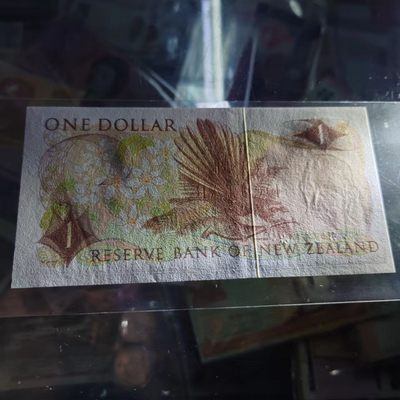 ONE DOLLAR
1
1
RESERVE BANK OF NEW ZEALAND